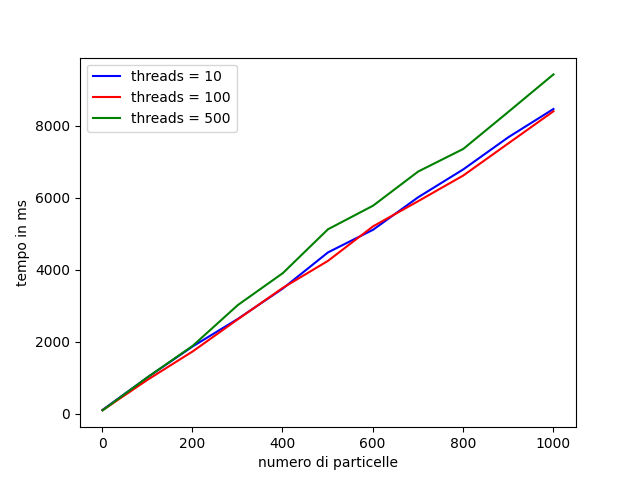 threads = 10
threads = 100
threads = 500
tempo in ms
8000
6000
4000
2000
0
0 200 400 600 800 1000
numero di particelle